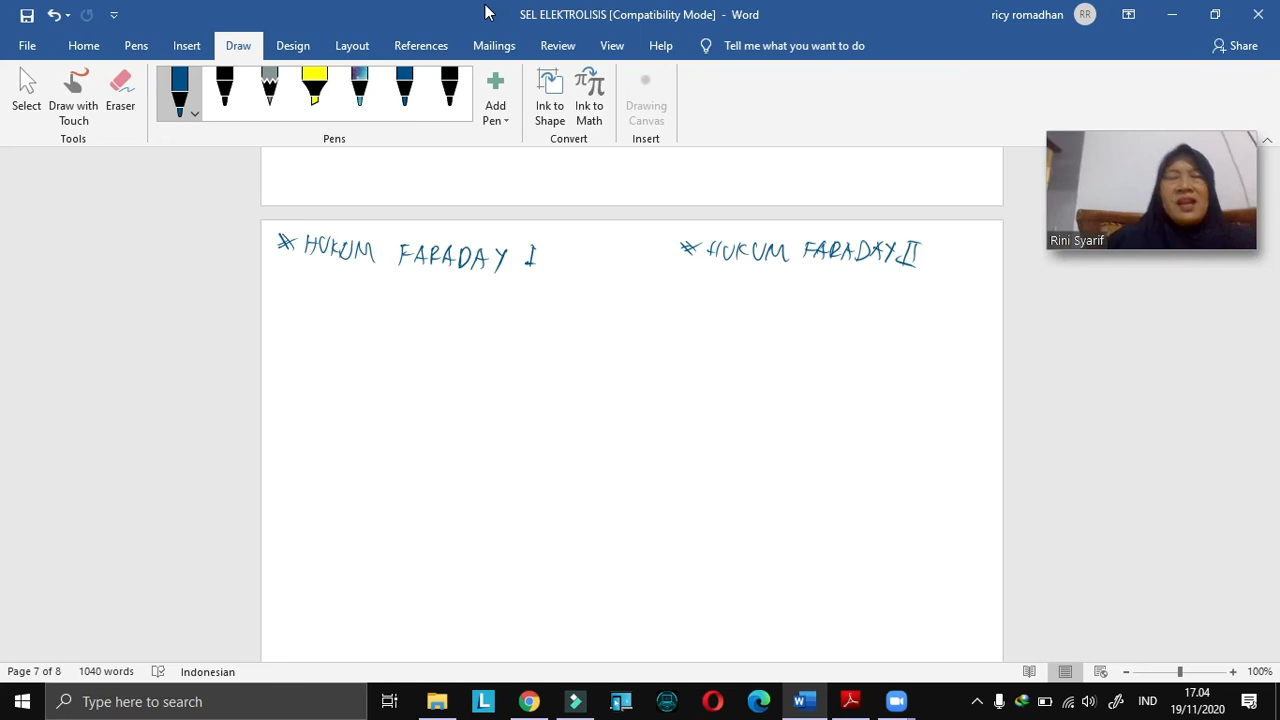 SEL ELEKTROLISIS [Compatibility Mode] - Word
ricy romadhan
RR
File Home Pens Insert Draw Design Layout References Mailings Review View Help Tell me what you want to do
Share
Select
Draw with Touch
Eraser
Add Pen
Ink to Shape
Ink to Math
Drawing Canvas
Tools
Pens
Convert
Insert
Rini Syarif
* HUKUM FARADAY I
* HUKUM FARADAY II
Page 7 of 8 1040 words Indonesian
100%
Type here to search
IND
17.04
19/11/2020